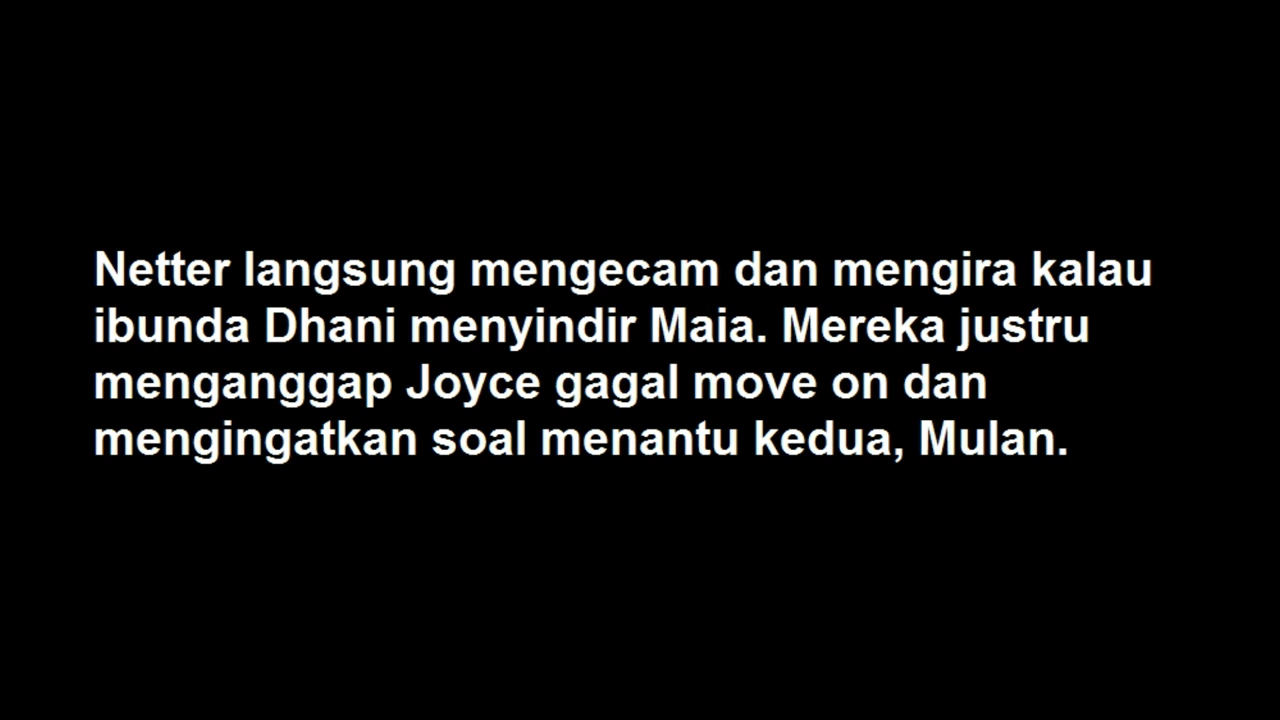 Netter langsung mengecam dan mengira kalau
ibunda Dhani menyindir Maia. Mereka justru
menganggap Joyce gagal move on dan
mengingatkan soal menantu kedua, Mulan.